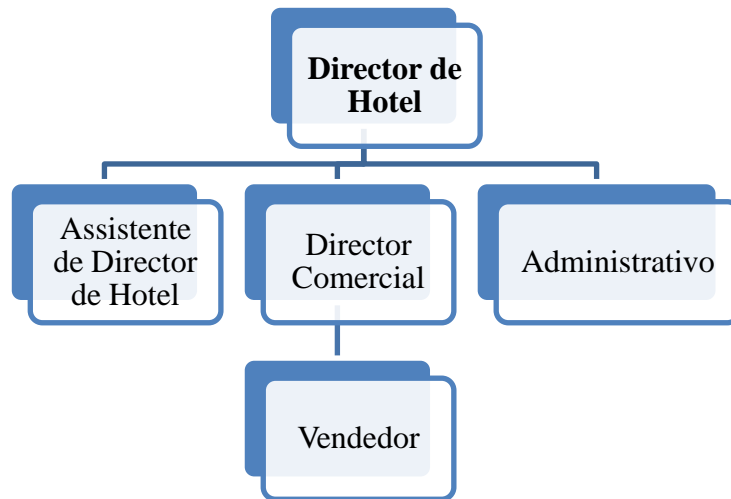 Director de
Hotel
Assistente
de Director
de Hotel
Director
Comercial
Administrativo
Vendedor